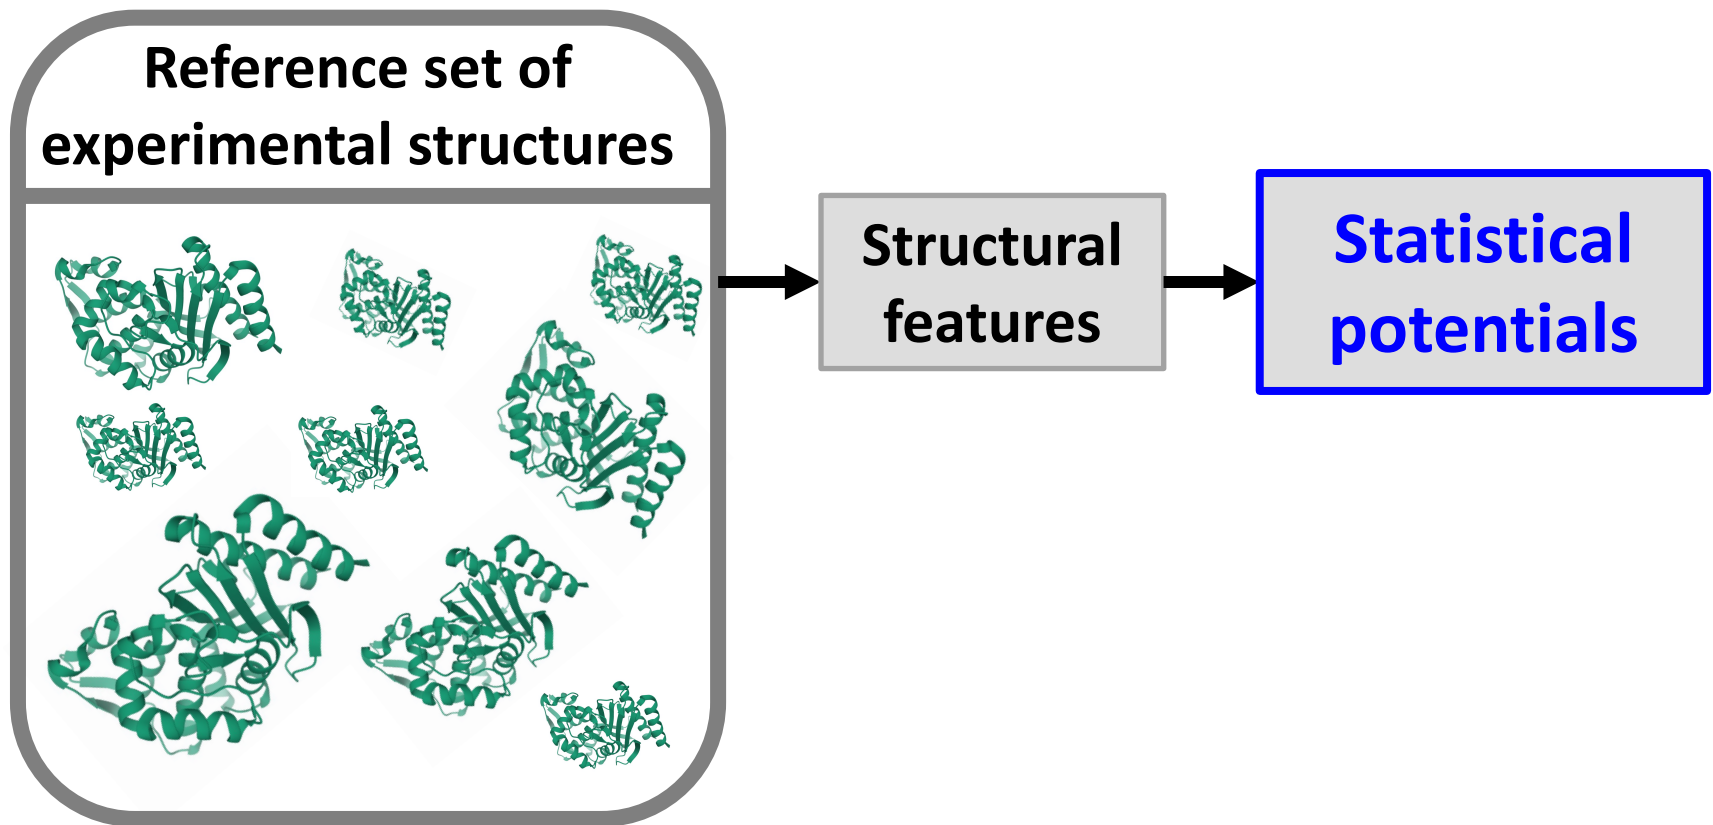 Reference set of
experimental structures
Structural
features
Statistical
potentials